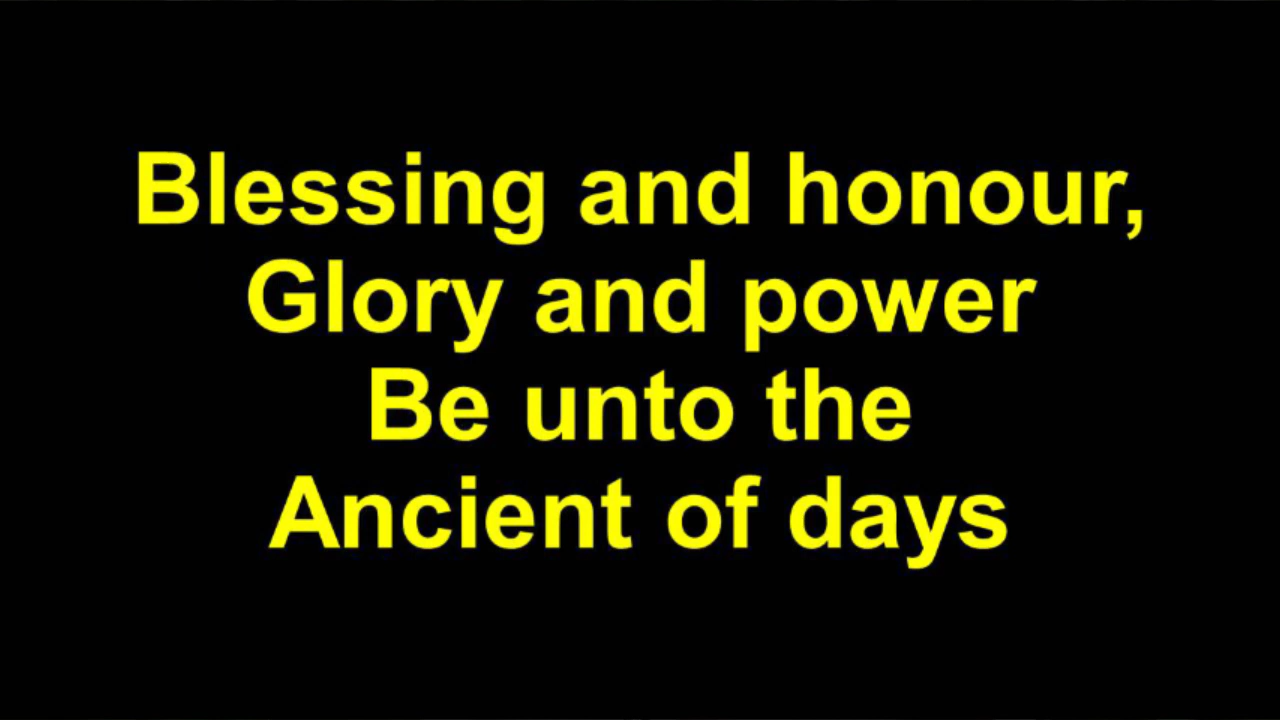 Blessing and honour,
Glory and power
Be unto the
Ancient of days